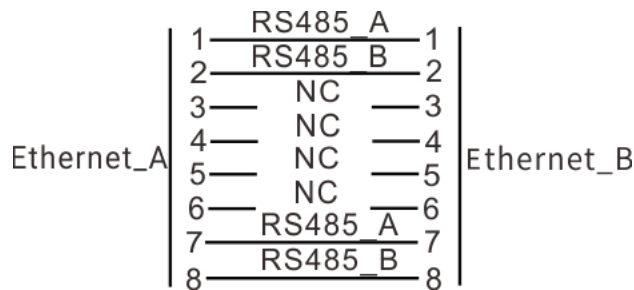 RS485_A
1 1
RS485_B
2 2
NC
3 3
NC
4 4
Ethernet_A NC Ethernet_B
5 5
NC
6 6
RS485_A
7 7
RS485_B
8 8